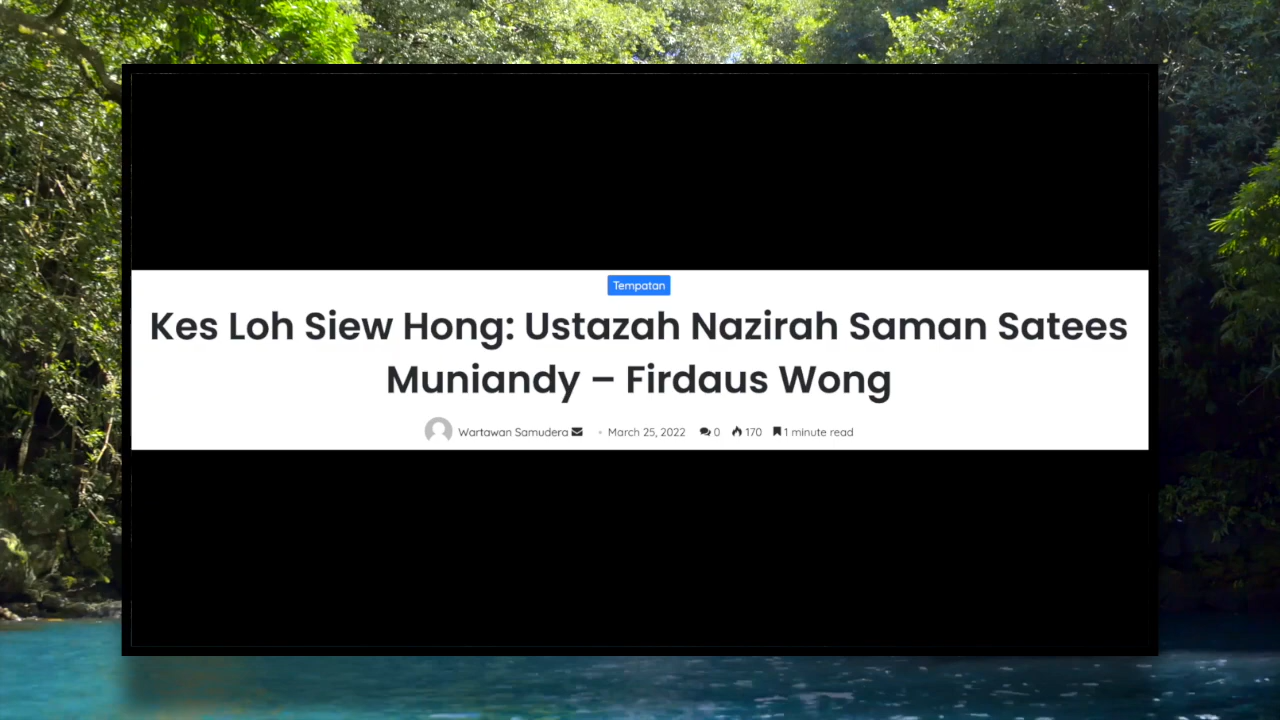 Tempatan
Kes Loh Siew Hong: Ustazah Nazirah Saman Satees
Muniandy – Firdaus Wong
Wartawan Samudera • March 25, 2022 0 170 1 minute read